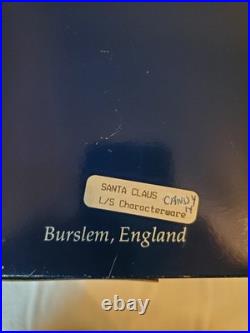 SANTA CLAUS CANDY
L/S Characterware
Burslem, England